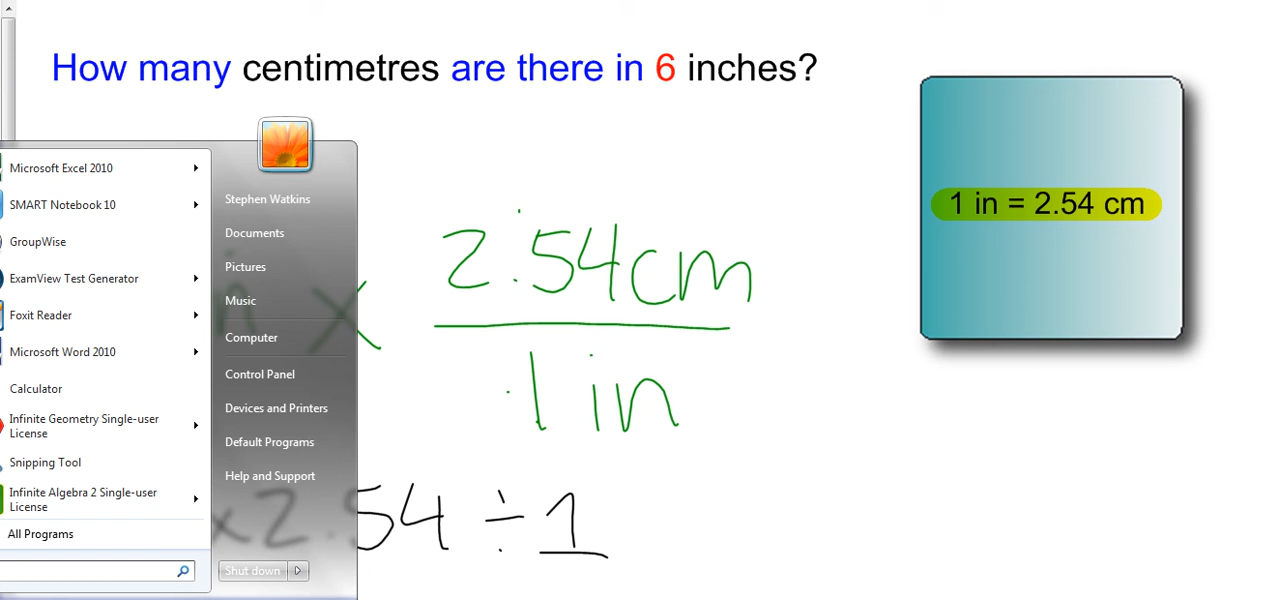 How many centimetres are there in 6 inches?
1 in = 2.54 cm
Microsoft Excel 2010
SMART Notebook 10
GroupWise
ExamView Test Generator
Foxit Reader
Microsoft Word 2010
Calculator
Infinite Geometry Single-user
License
Snipping Tool
Infinite Algebra 2 Single-user
License
All Programs
Stephen Watkins
Documents
Pictures
Music
Computer
Control Panel
Devices and Printers
Default Programs
Help and Support
Shut down
in x 2.54cm
1 in
x2.54 ÷ 1